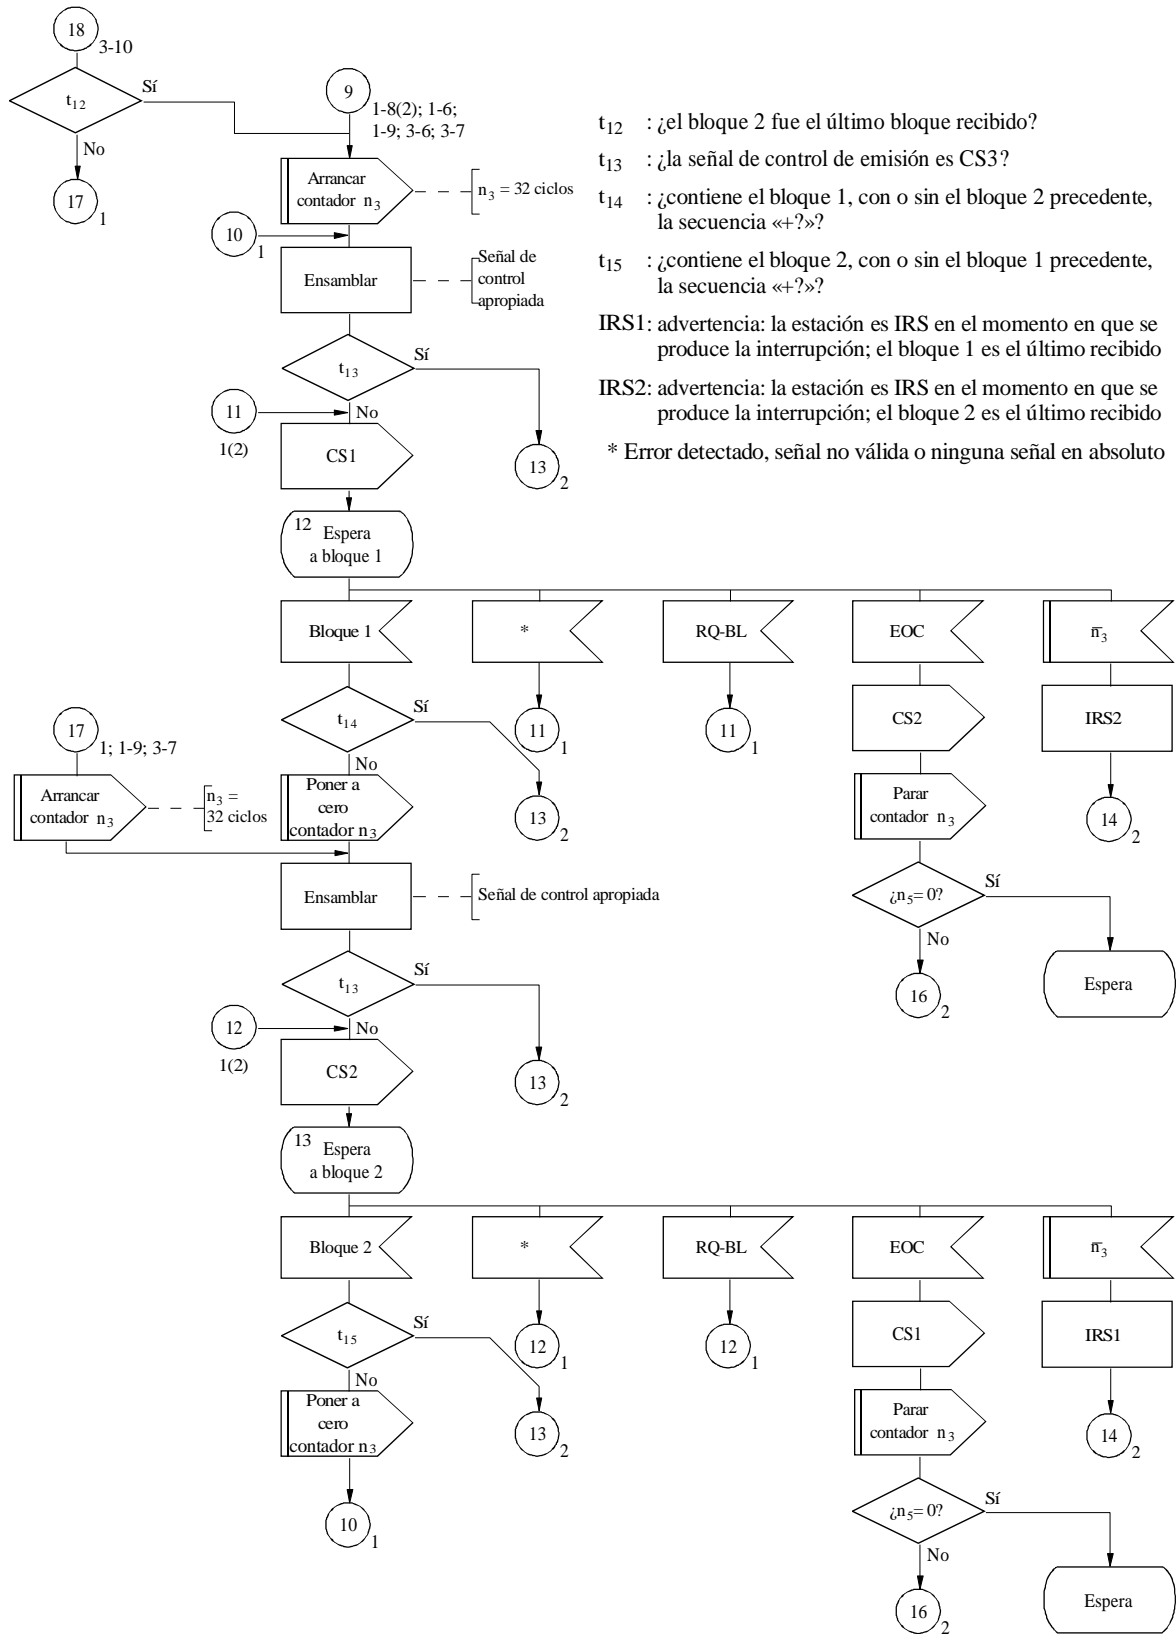 18
3-10
t12
Sí
No
17
1
9
1-8(2); 1-6;
1-9; 3-6; 3-7
Arrancar
contador n3
n3 = 32 ciclos
10
1
Ensamblar
Señal de
control
apropiada
t13
Sí
No
11
1(2)
13
2
CS1
12
Espera
a bloque 1
t12 : ¿el bloque 2 fue el último bloque recibido?
t13 : ¿la señal de control de emisión es CS3?
t14 : ¿contiene el bloque 1, con o sin el bloque 2 precedente,
la secuencia «+?»?
t15 : ¿contiene el bloque 2, con o sin el bloque 1 precedente,
la secuencia «+?»?
IRS1: advertencia: la estación es IRS en el momento en que se
produce la interrupción; el bloque 1 es el último recibido
IRS2: advertencia: la estación es IRS en el momento en que se
produce la interrupción; el bloque 2 es el último recibido
* Error detectado, señal no válida o ninguna señal en absoluto
Bloque 1
*
RQ-BL
EOC
n̅3
t14
Sí
No
11
1
11
1
CS2
IRS2
17
1; 1-9; 3-7
Arrancar
contador n3
n3 =
32 ciclos
Poner a
cero
contador n3
13
2
Parar
contador n3
14
2
Ensamblar
Señal de control apropiada
¿n5= 0?
Sí
No
16
2
Espera
t13
Sí
No
12
1(2)
13
2
CS2
13
Espera
a bloque 2
Bloque 2
*
RQ-BL
EOC
n̅3
t15
Sí
No
12
1
12
1
CS1
IRS1
Poner a
cero
contador n3
13
2
Parar
contador n3
14
2
10
1
¿n5= 0?
Sí
No
16
2
Espera